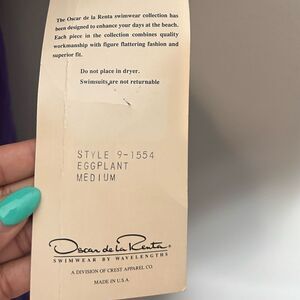 The Oscar de la Renta swimwear collection has
been designed to enhance your days at the beach.
Each piece in the collection combines quality
workmanship with figure flattering fashion and
superior fit.
Do not place in dryer.
Swimsuits are not returnable
STYLE 9-1554
EGGPLANT
MEDIUM
Oscar de la Renta®
SWIMWEAR BY WAVELENGTHS
A DIVISION OF CREST APPAREL CO.
MADE IN U.S.A.